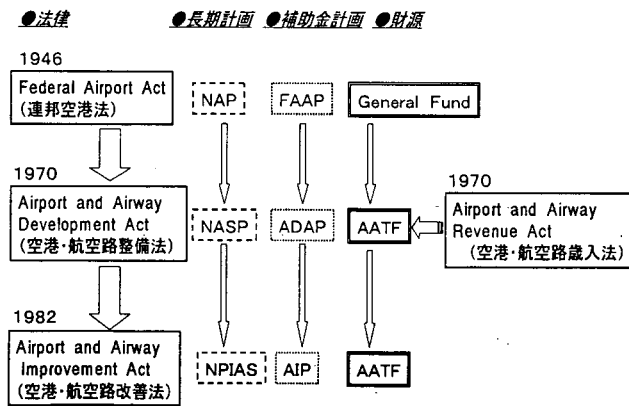 ●法律 ●長期計画 ●補助金計画 ●財源
1946
Federal Airport Act
(連邦空港法)
NAP
FAAP
General Fund
1970
Airport and Airway
Development Act
(空港・航空路整備法)
NASP
ADAP
AATF
1970
Airport and Airway
Revenue Act
(空港・航空路歳入法)
1982
Airport and Airway
Improvement Act
(空港・航空路改善法)
NPIAS
AIP
AATF